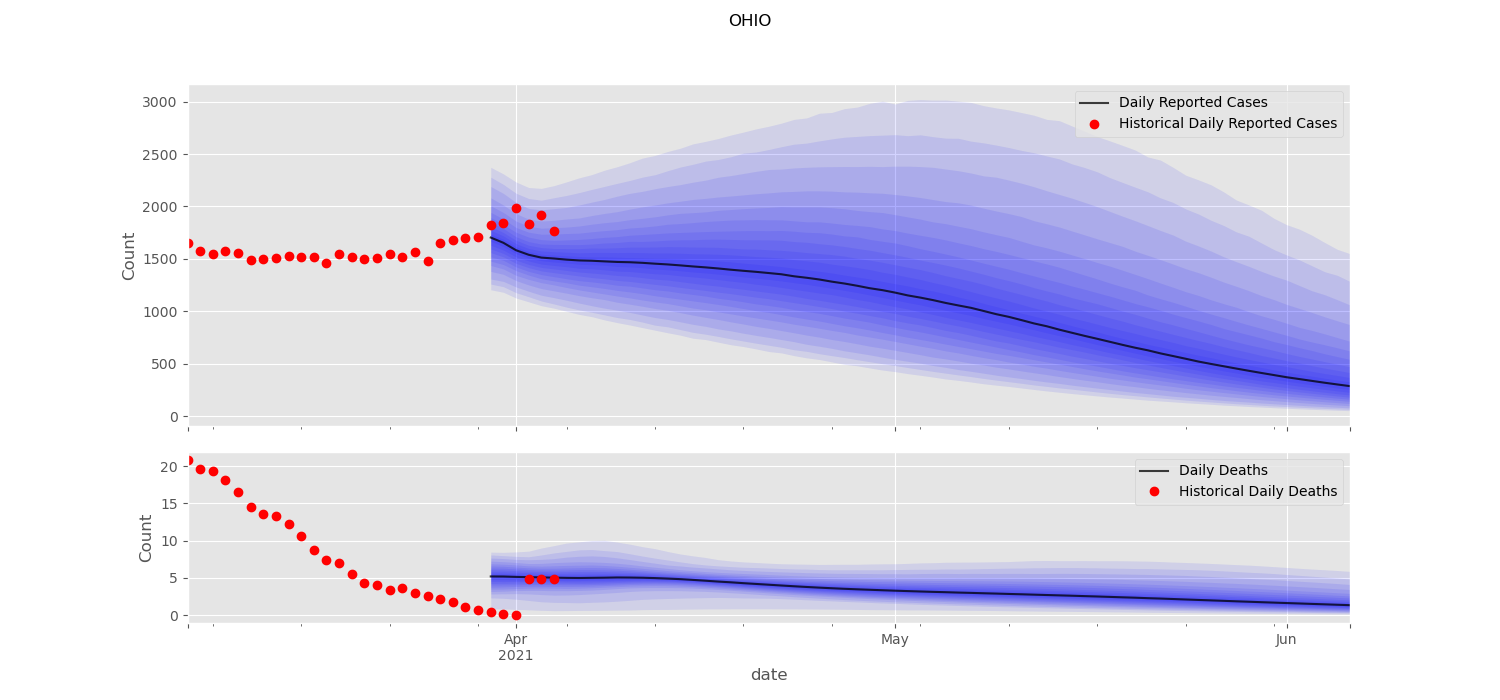 OHIO
3000
2500
2000
1500
1000
500
0
Count
Daily Reported Cases
Historical Daily Reported Cases
20
15
10
5
0
Count
Daily Deaths
Historical Daily Deaths
Apr
2021
May
Jun
date